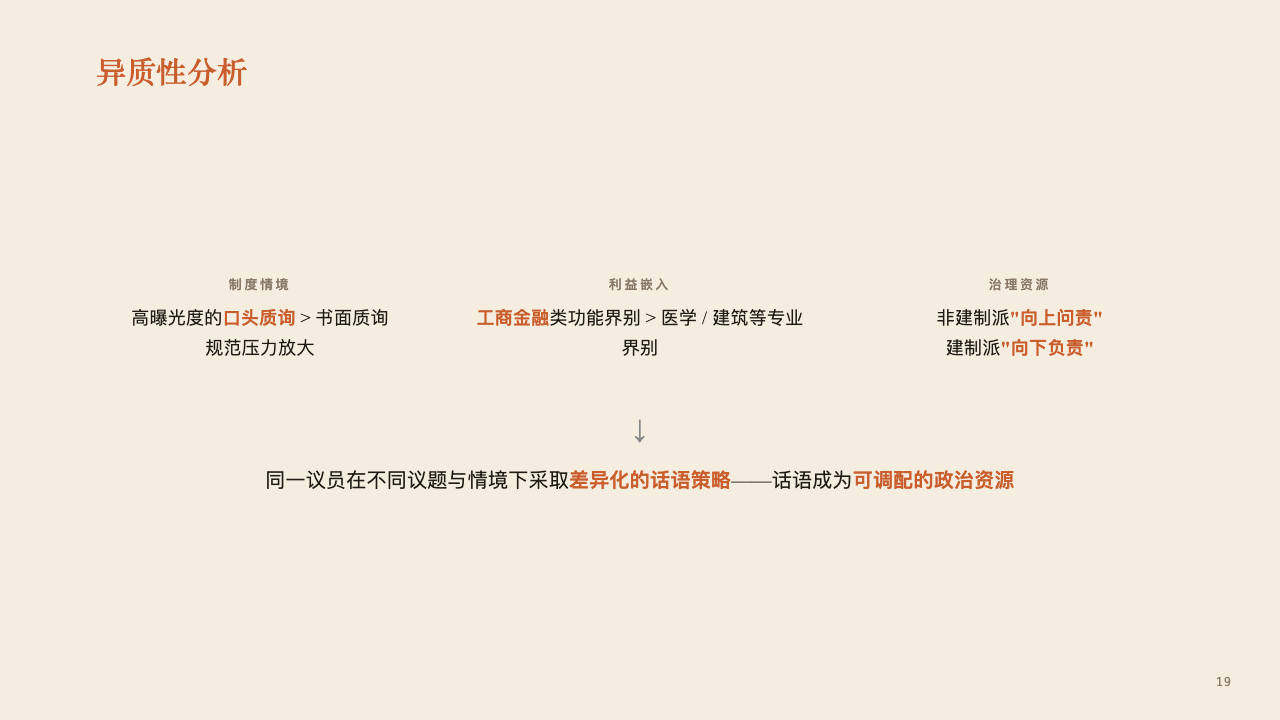 异质性分析
制度情境
高曝光度的口头质询 > 书面质询
规范压力放大
利益嵌入
工商金融类功能界别 > 医学 / 建筑等专业
界别
治理资源
非建制派"向上问责"
建制派"向下负责"
↓
同一议员在不同议题与情境下采取差异化的话语策略——话语成为可调配的政治资源
19